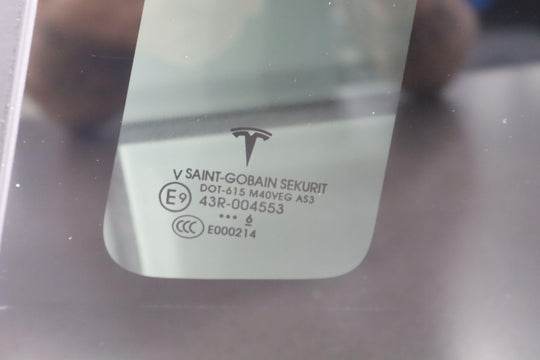 V SAINT-GOBAIN SEKURIT
DOT-615 M40VEG AS3
E9 43R-004553
••• 6
CCC E000214